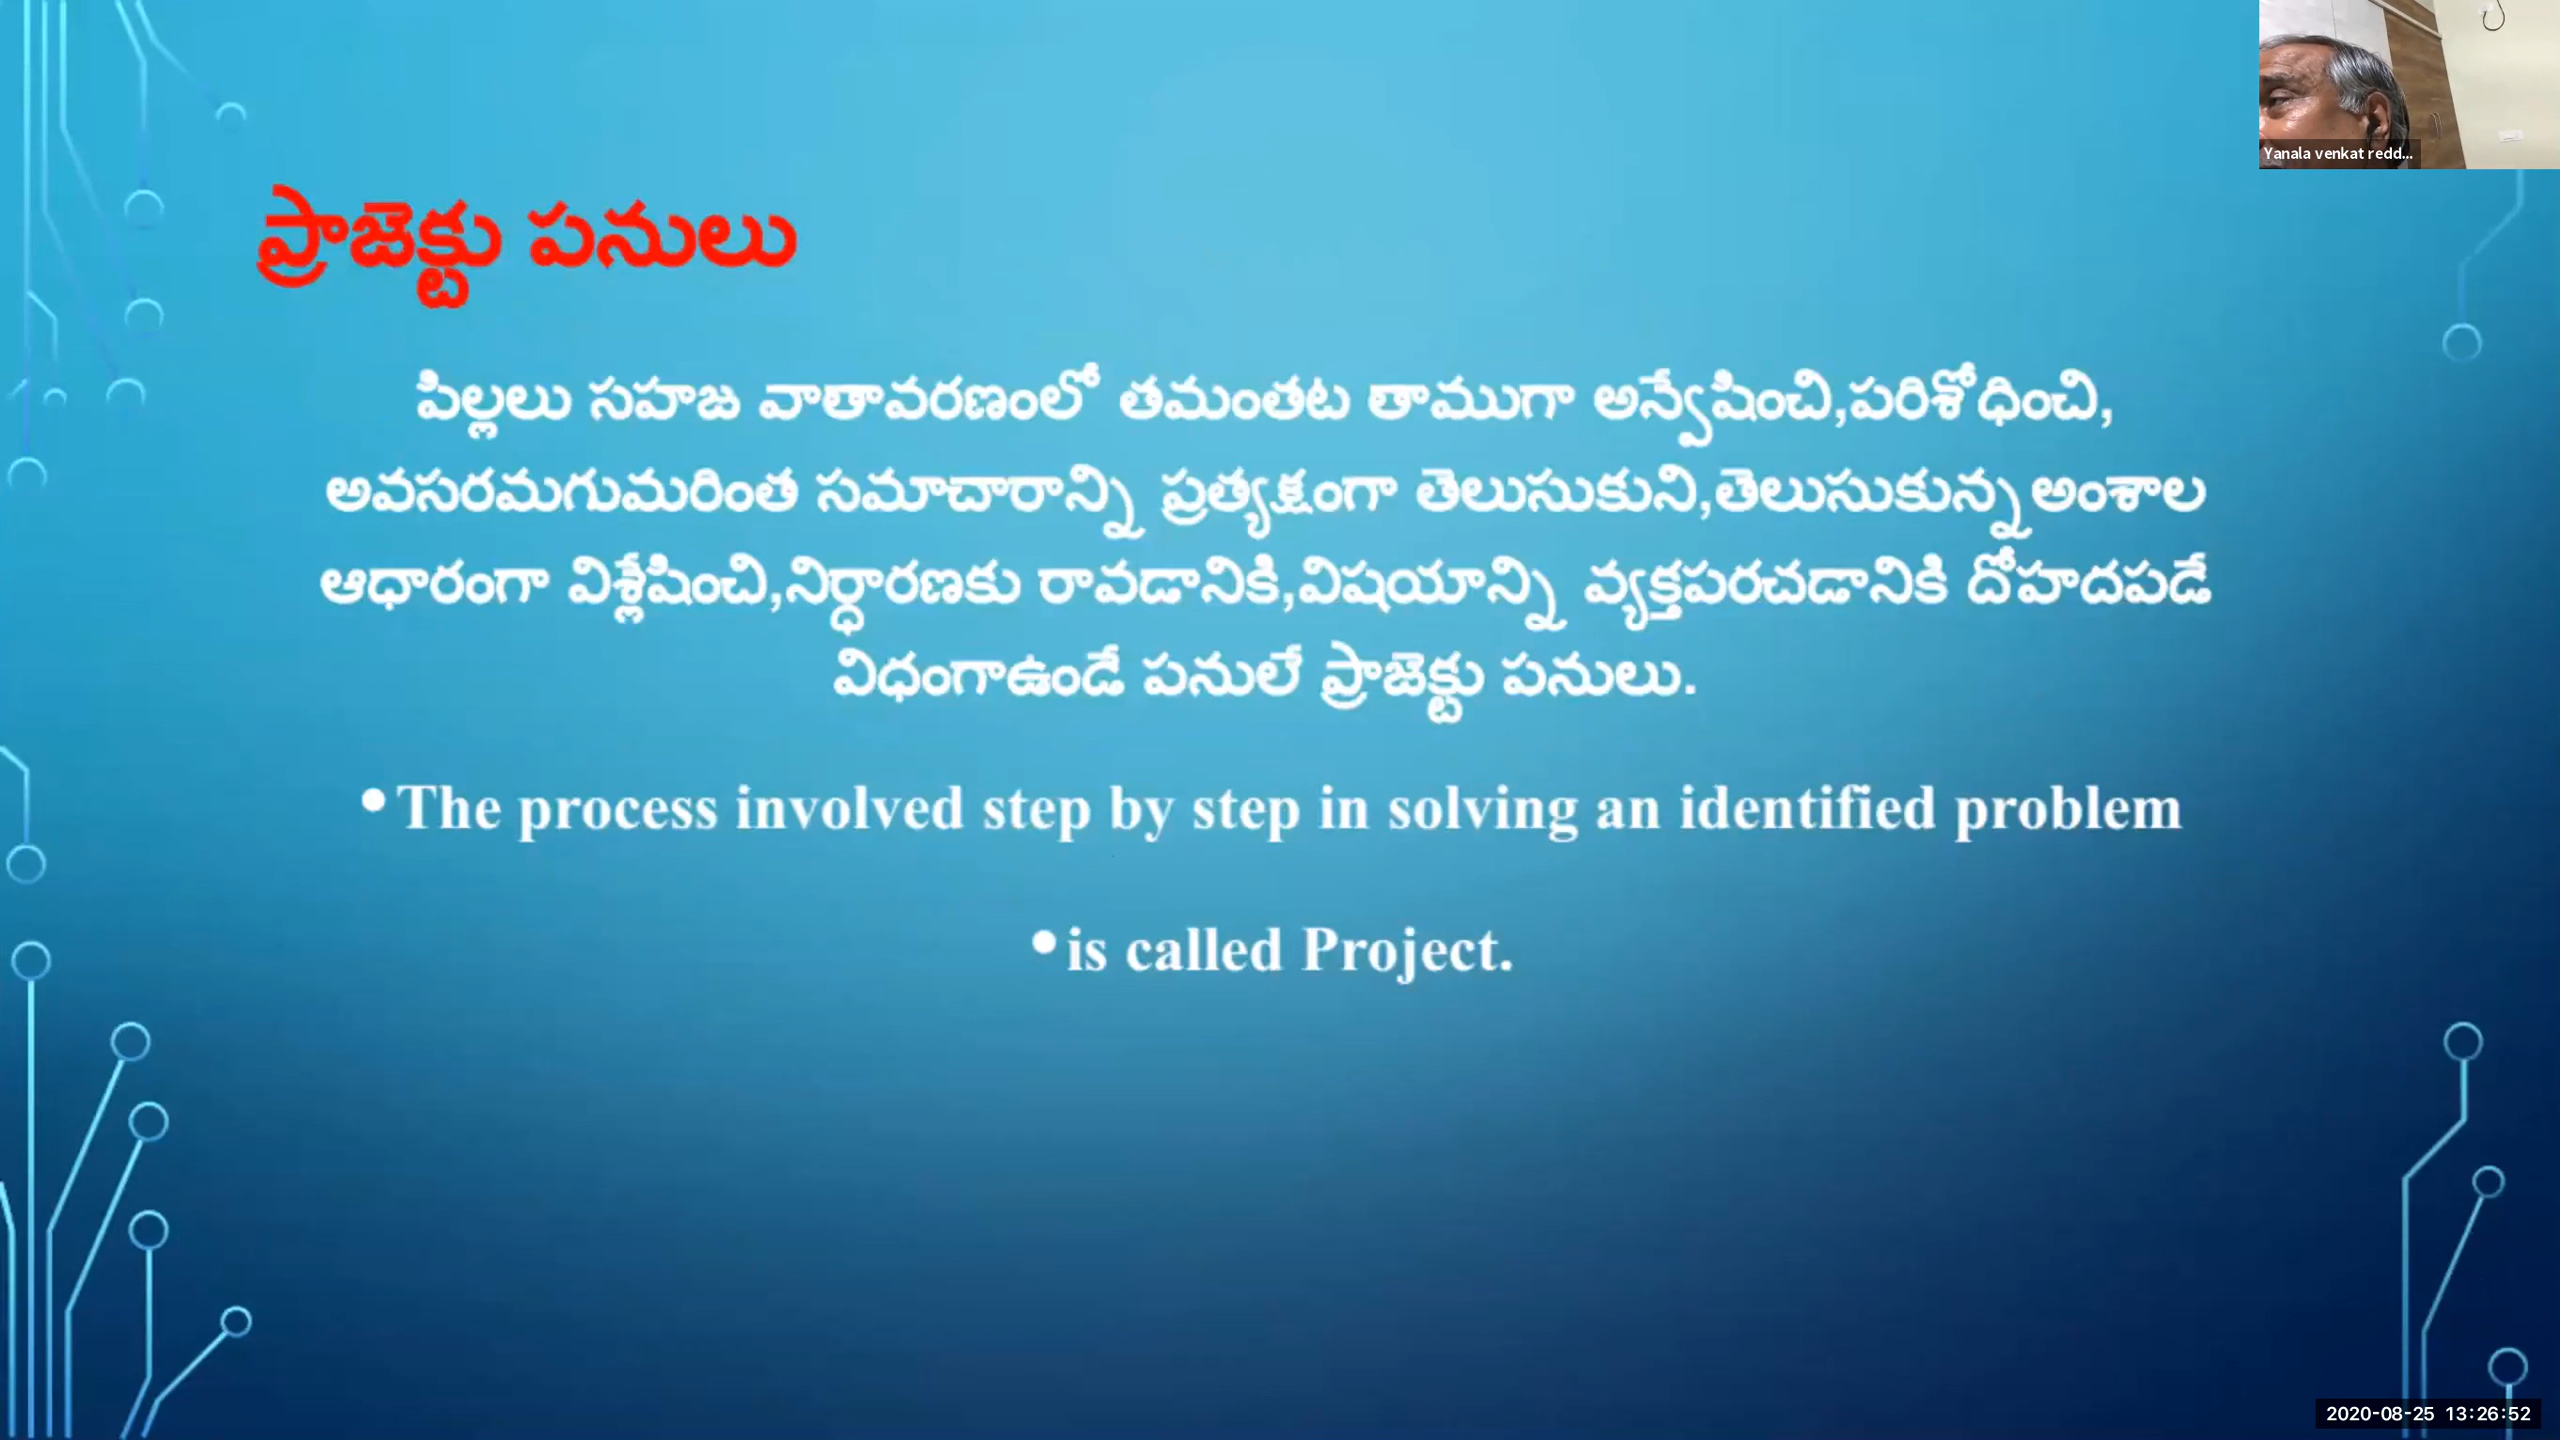 Yanala venkat redd...
ప్రాజెక్టు పనులు
పిల్లలు సహజ వాతావరణంలో తమంతట తాముగా అన్వేషించి,పరిశోధించి,
అవసరమగుమరింత సమాచారాన్ని ప్రత్యక్షంగా తెలుసుకుని,తెలుసుకున్న అంశాల
ఆధారంగా విశ్లేషించి,నిర్ధారణకు రావడానికి,విషయాన్ని వ్యక్తపరచడానికి దోహదపడే
విధంగాఉండే పనులే ప్రాజెక్టు పనులు.
•The process involved step by step in solving an identified problem
•is called Project.
2020-08-25 13:26:52